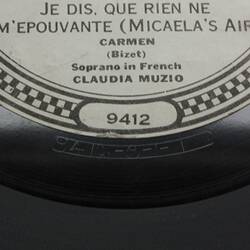 JE DIS, QUE RIEN NE
M'EPOUVANTE (MICAELA'S AIR
CARMEN
(Bizet)
Soprano in French
CLAUDIA MUZIO
9412